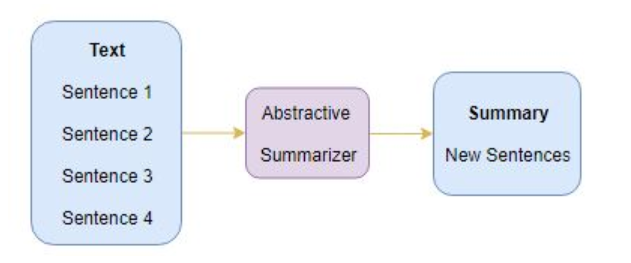 Text
Sentence 1
Sentence 2
Sentence 3
Sentence 4
Abstractive
Summarizer
Summary
New Sentences